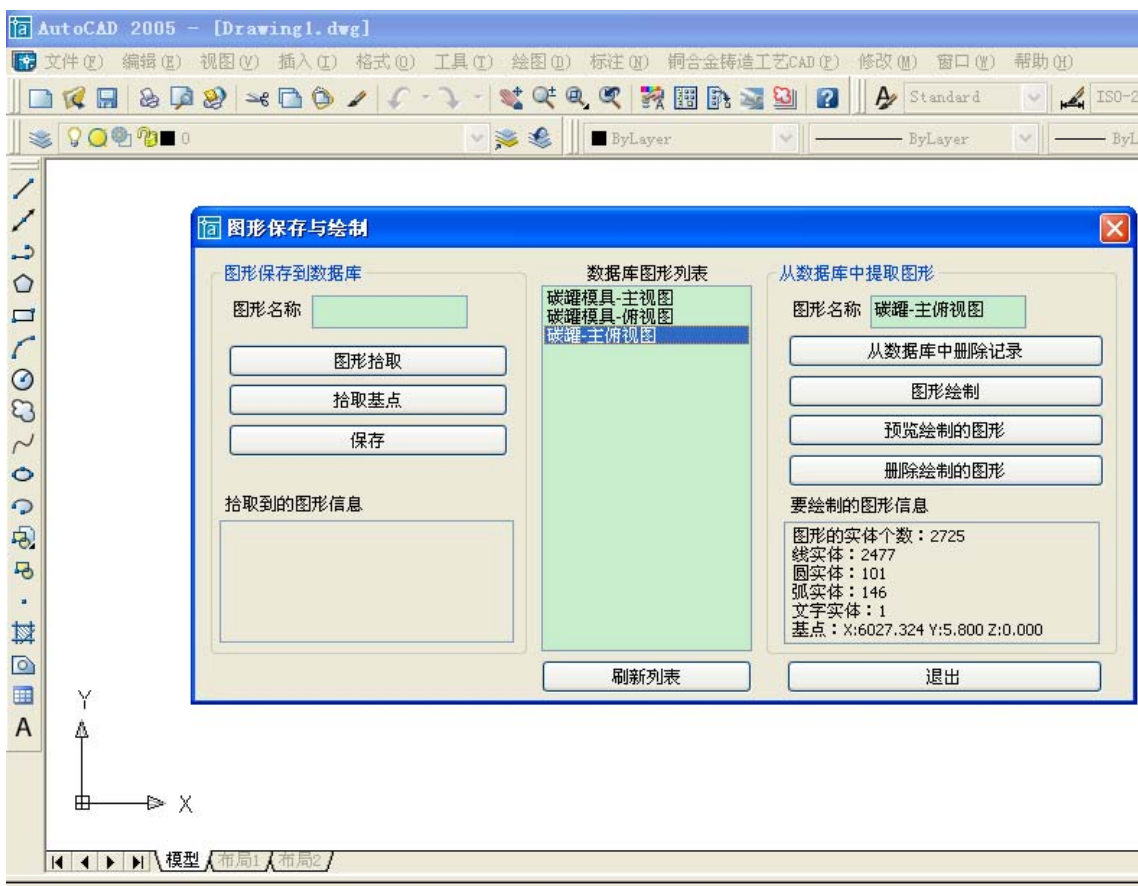 AutoCAD 2005 - [Drawing1.dwg]
文件(F) 编辑(E) 视图(V) 插入(I) 格式(O) 工具(T) 绘图(D) 标注(N) 铜合金铸造工艺CAD(P) 修改(M) 窗口(W) 帮助(H)
Standard ISO-2
0 ByLayer ByLayer ByL
图形保存与绘制
图形保存到数据库
图形名称
图形拾取
拾取基点
保存
拾取到的图形信息
数据库图形列表
碳罐模具-主视图
碳罐模具-俯视图
碳罐-主俯视图
刷新列表
从数据库中提取图形
图形名称 碳罐-主俯视图
从数据库中删除记录
图形绘制
预览绘制的图形
删除绘制的图形
要绘制的图形信息
图形的实体个数：2725
线实体：2477
圆实体：101
弧实体：146
文字实体：1
基点：X:6027.324 Y:5.800 Z:0.000
退出
A
Y
X
模型 布局1 布局2